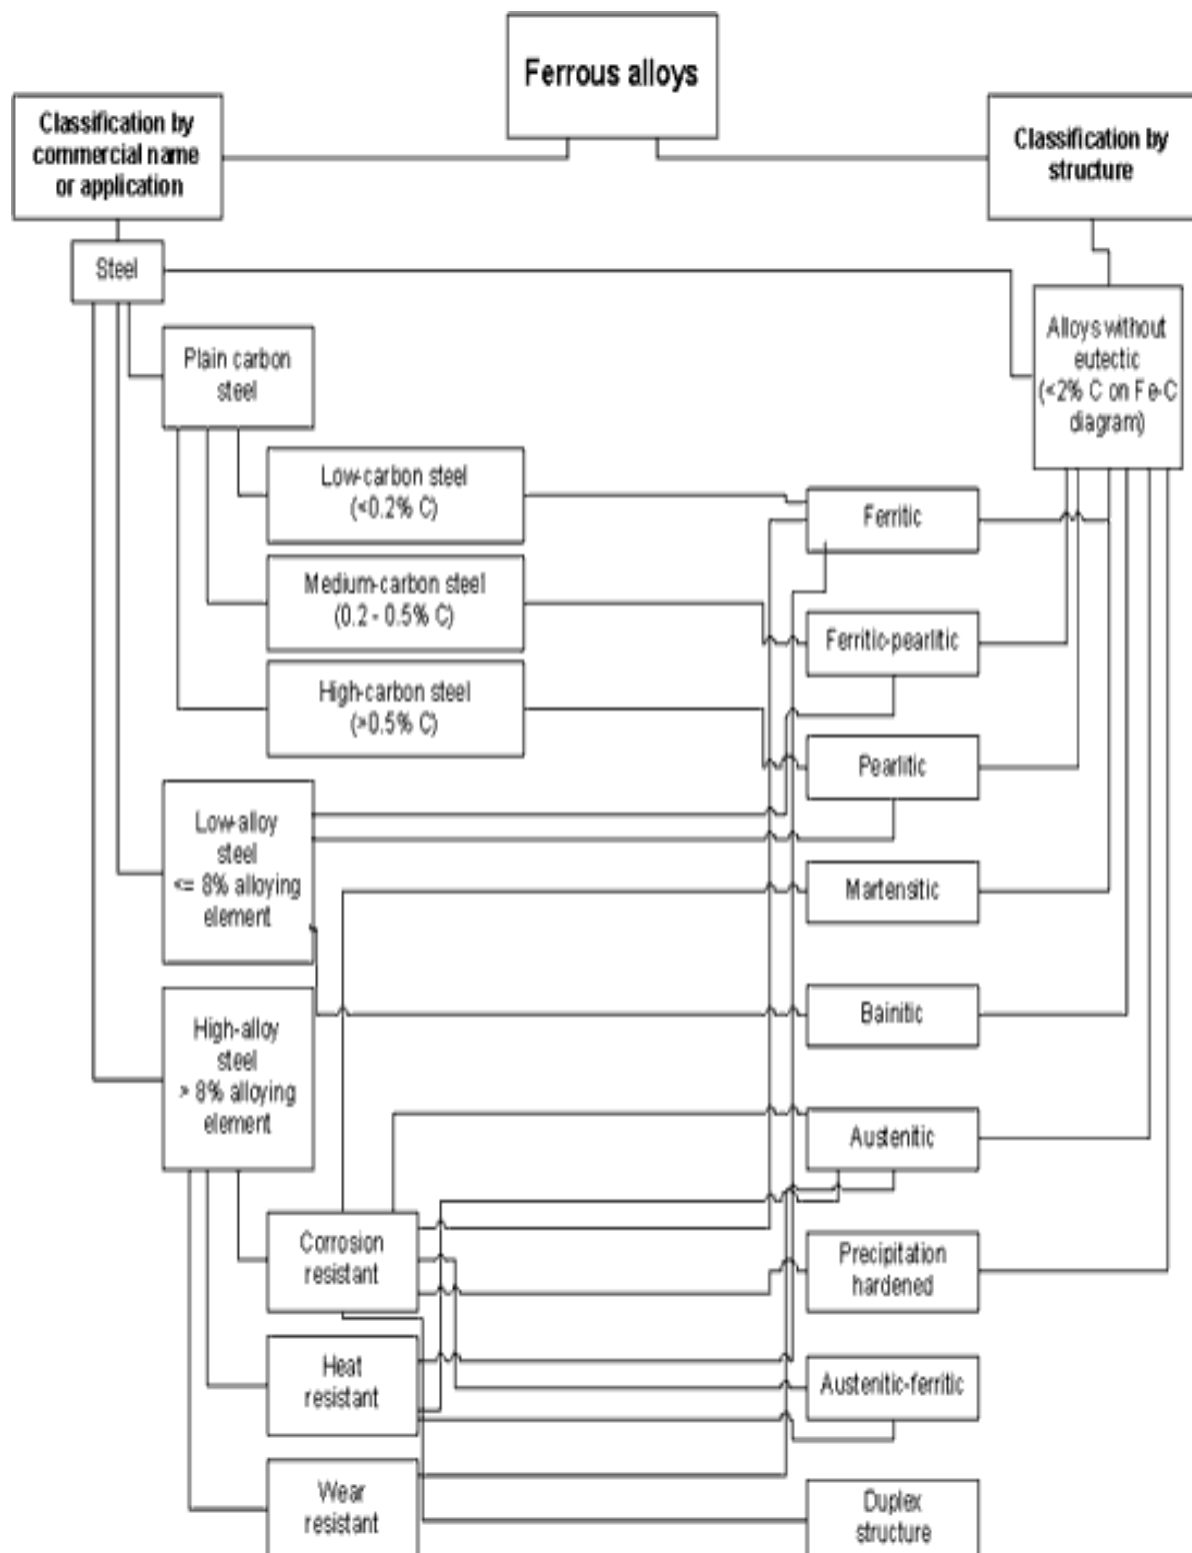 Ferrous alloys
Classification by
commercial name
or application
Classification by
structure
Steel
Alloys without
eutectic
(<2% C on Fe-C
diagram)
Plain carbon
steel
Low-carbon steel
(<0.2% C)
Ferritic
Medium-carbon steel
(0.2 - 0.5% C)
Ferritic-pearlitic
High-carbon steel
(>0.5% C)
Pearlitic
Low-alloy
steel
<= 8% alloying
element
Martensitic
High-alloy
steel
> 8% alloying
element
Bainitic
Austenitic
Corrosion
resistant
Precipitation
hardened
Heat
resistant
Austenitic-ferritic
Wear
resistant
Duplex
structure